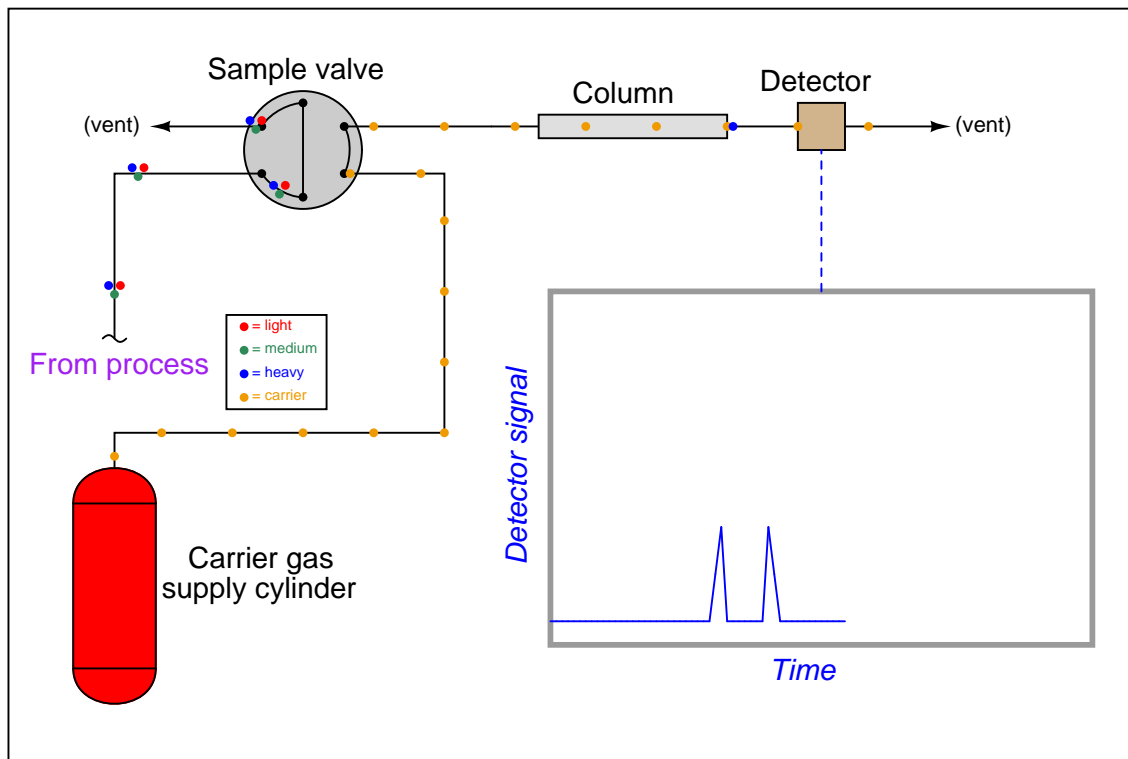 Sample valve
Column
Detector
(vent)
(vent)
= light
= medium
= heavy
= carrier
From process
Detector signal
Carrier gas
supply cylinder
Time